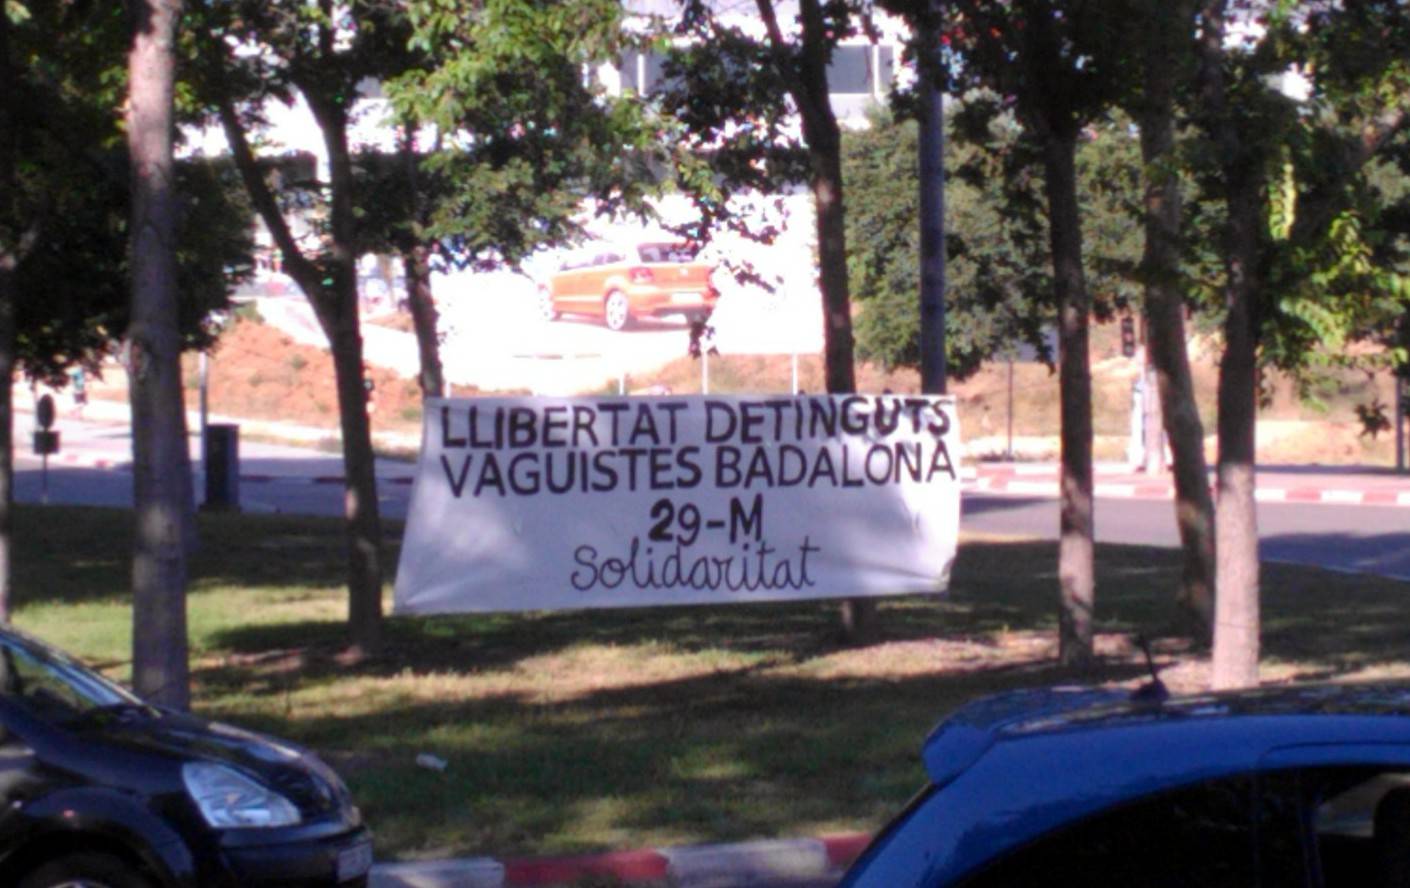 LLIBERTAT DETINGUTS
VAGUISTES BADALONA
29-M
Solidaritat